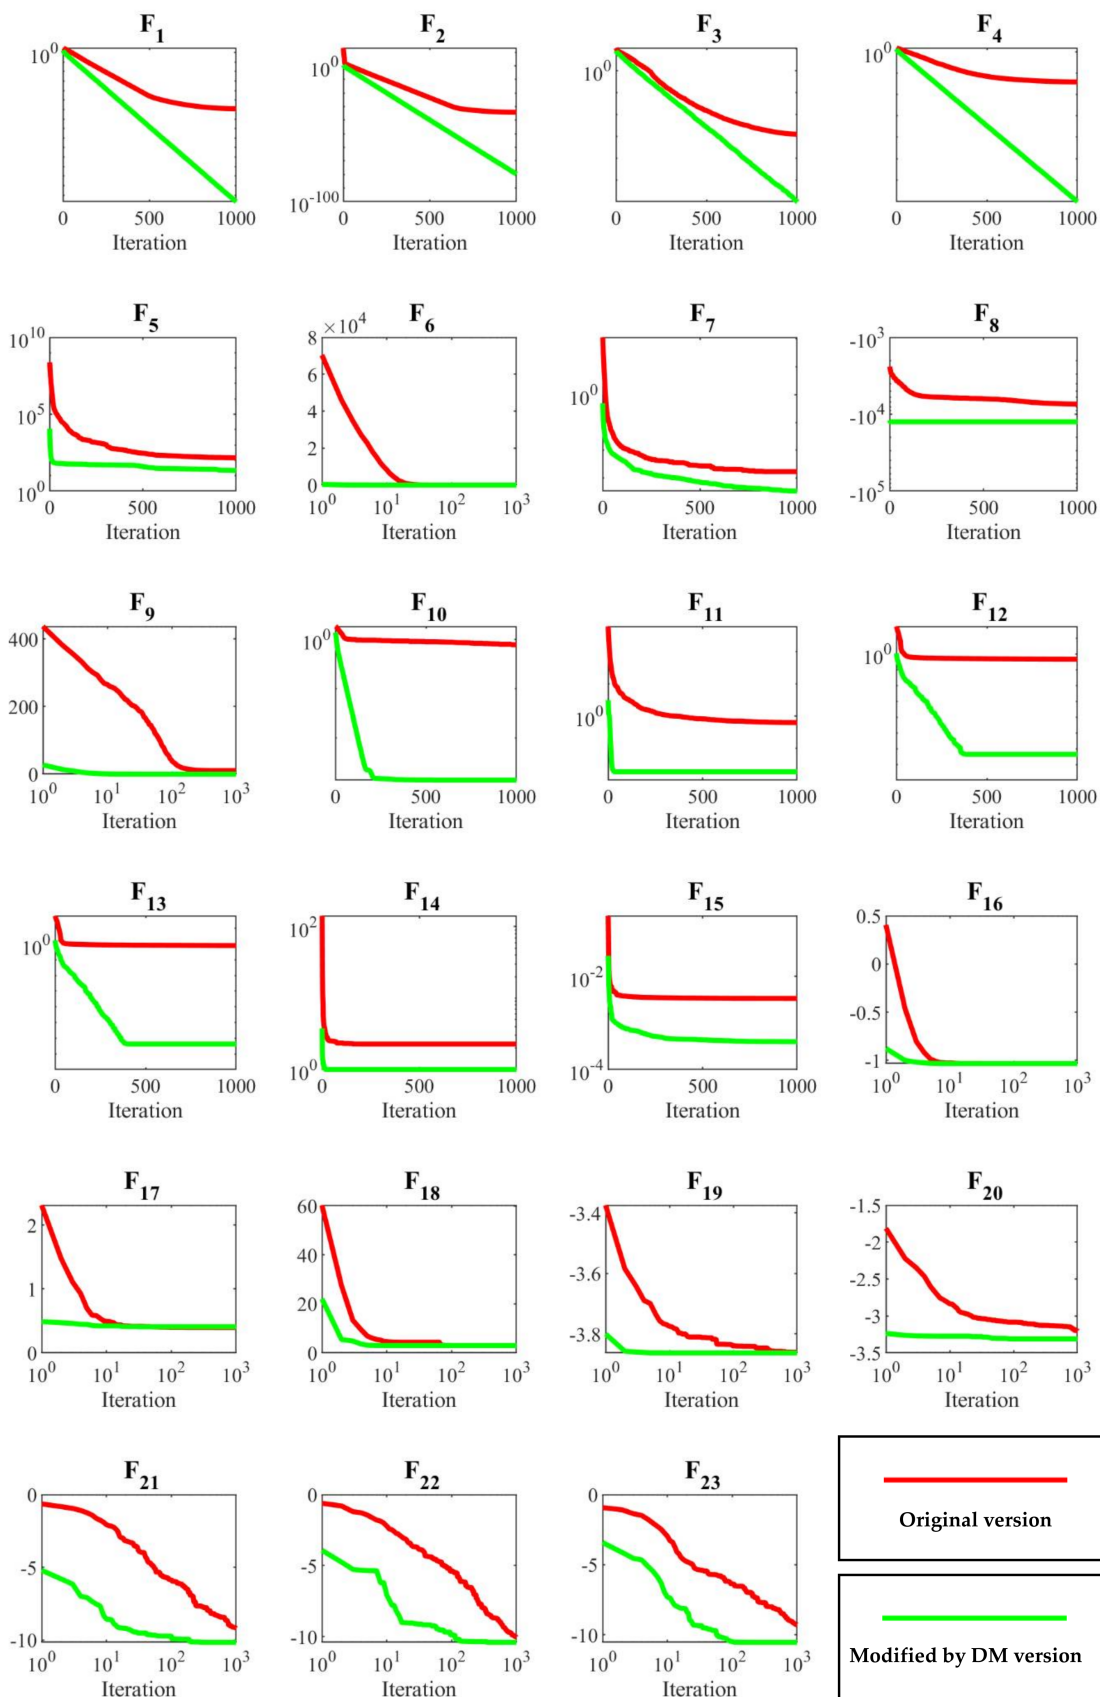 F1 F2 F3 F4
10^0 10^0 10^0 10^0
10^-100
0 500 1000 0 500 1000 0 500 1000 0 500 1000
Iteration Iteration Iteration Iteration
F5 F6 F7 F8
10^10 ×10^4 -10^3
8
6
10^5 4 10^0 -10^4
2
10^0 0 -10^5
0 500 1000 10^0 10^1 10^2 10^3 0 500 1000 0 500 1000
Iteration Iteration Iteration Iteration
F9 F10 F11 F12
400 10^0 10^0
200 10^0
0
10^0 10^1 10^2 10^3 0 500 1000 0 500 1000 0 500 1000
Iteration Iteration Iteration Iteration
F13 F14 F15 F16
10^0 10^2 0.5
10^-2 0
-0.5
10^0 10^-4 -1
0 500 1000 0 500 1000 0 500 1000 10^0 10^1 10^2 10^3
Iteration Iteration Iteration Iteration
F17 F18 F19 F20
2 60 -3.4 -1.5
40 -2
1 -3.6 -2.5
20 -3
0 0 -3.8 -3.5
10^0 10^1 10^2 10^3 10^0 10^1 10^2 10^3 10^0 10^1 10^2 10^3 10^0 10^1 10^2 10^3
Iteration Iteration Iteration Iteration
F21 F22 F23
0 0 0
-5 -5 -5
-10 -10 -10
10^0 10^1 10^2 10^3 10^0 10^1 10^2 10^3 10^0 10^1 10^2 10^3
Iteration Iteration Iteration
Original version
Modified by DM version